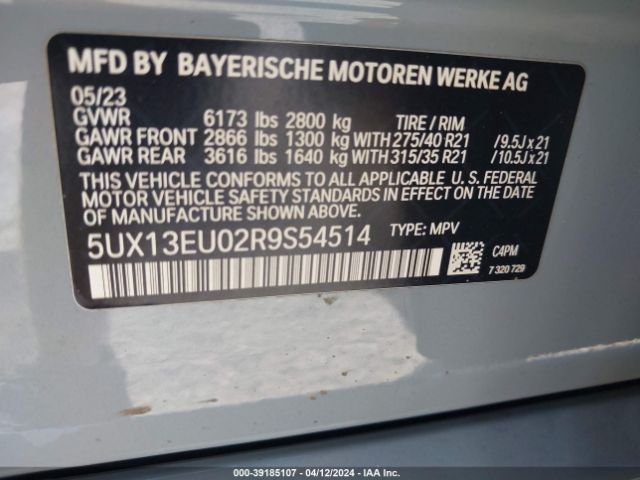 MFD BY BAYERISCHE MOTOREN WERKE AG
05/23
GVWR 6173 lbs 2800 kg TIRE / RIM
GAWR FRONT 2866 lbs 1300 kg WITH 275/40 R21 /9.5J x 21
GAWR REAR 3616 lbs 1640 kg WITH 315/35 R21 /10.5J x 21
THIS VEHICLE CONFORMS TO ALL APPLICABLE U. S. FEDERAL
MOTOR VEHICLE SAFETY STANDARDS IN EFFECT ON THE
DATE OF MANUFACTURE SHOWN ABOVE.
5UX13EU02R9S54514 TYPE: MPV
C4PM
7 320 729
000-39185107 - 04/12/2024 - IAA Inc.